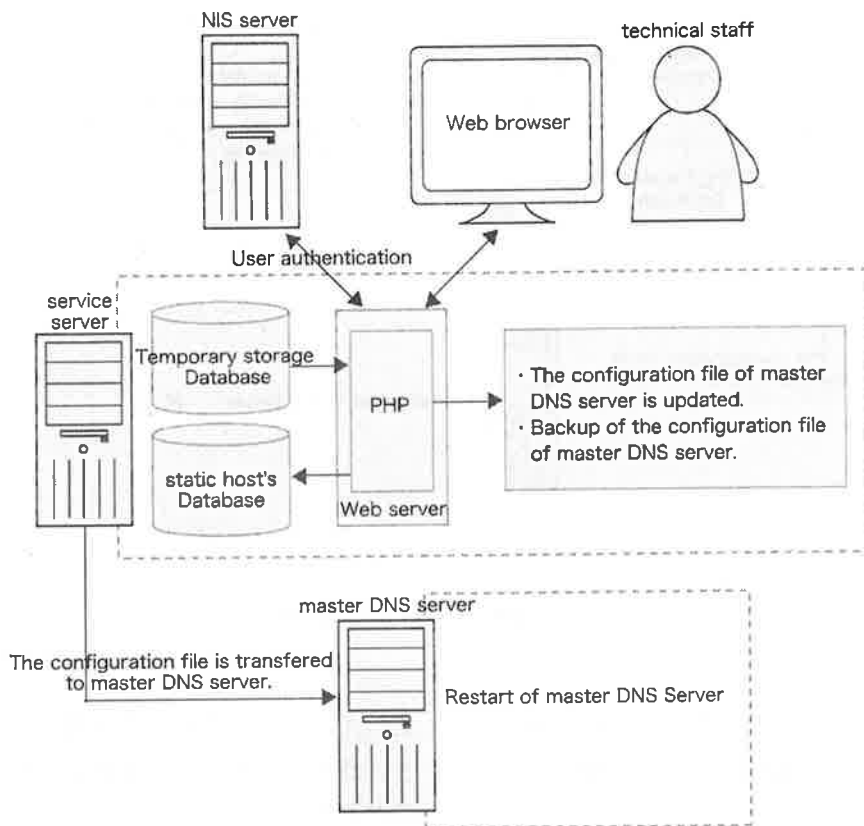 NIS server
technical staff
Web browser
User authentication
service
server
Temporary storage
Database
PHP
static host's
Database
Web server
・The configuration file of master
DNS server is updated.
・Backup of the configuration file
of master DNS server.
master DNS server
The configuration file is transfered
to master DNS server.
Restart of master DNS Server